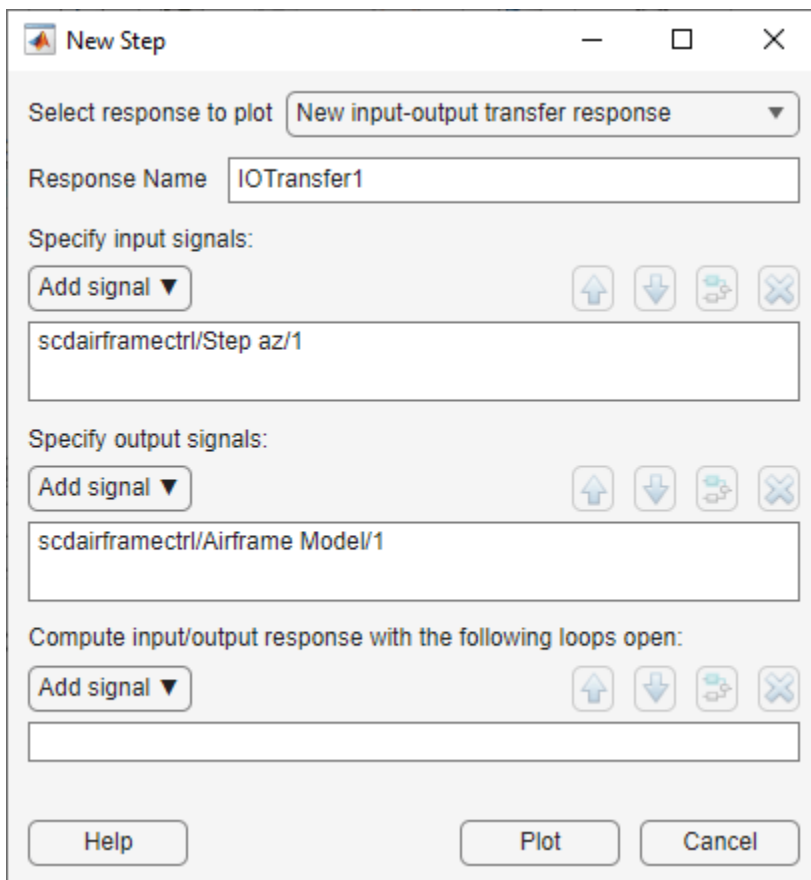 New Step
Select response to plot New input-output transfer response
Response Name IOTransfer1
Specify input signals:
Add signal ▼
scdairframectrl/Step az/1
Specify output signals:
Add signal ▼
scdairframectrl/Airframe Model/1
Compute input/output response with the following loops open:
Add signal ▼
Help Plot Cancel